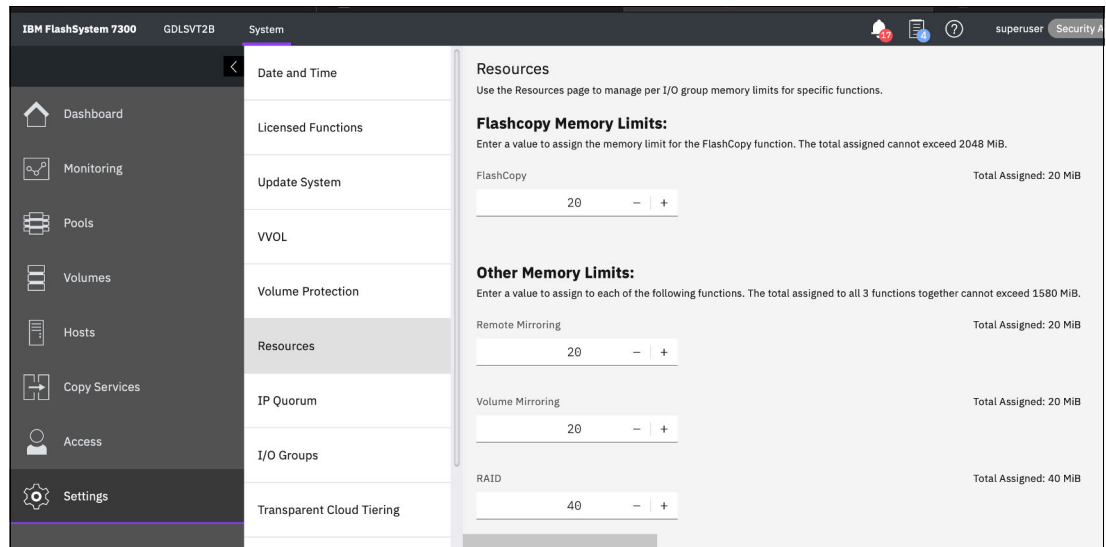 IBM FlashSystem 7300 GDLSVT2B System 17 4 superuser Security A
Dashboard
Monitoring
Pools
Volumes
Hosts
Copy Services
Access
Settings
Date and Time
Licensed Functions
Update System
VVOL
Volume Protection
Resources
IP Quorum
I/O Groups
Transparent Cloud Tiering
Resources
Use the Resources page to manage per I/O group memory limits for specific functions.
Flashcopy Memory Limits:
Enter a value to assign the memory limit for the FlashCopy function. The total assigned cannot exceed 2048 MiB.
FlashCopy Total Assigned: 20 MiB
20 − +
Other Memory Limits:
Enter a value to assign to each of the following functions. The total assigned to all 3 functions together cannot exceed 1580 MiB.
Remote Mirroring Total Assigned: 20 MiB
20 − +
Volume Mirroring Total Assigned: 20 MiB
20 − +
RAID Total Assigned: 40 MiB
40 − +